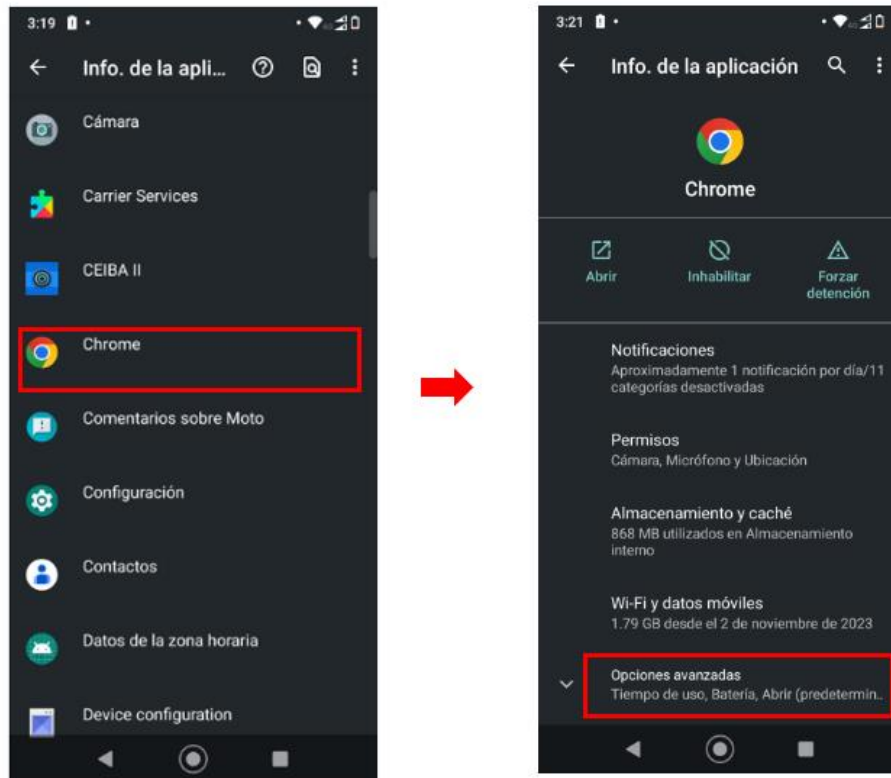 3:19
Info. de la apli...
Cámara
Carrier Services
CEIBA II
Chrome
Comentarios sobre Moto
Configuración
Contactos
Datos de la zona horaria
Device configuration
3:21
Info. de la aplicación
Chrome
Abrir
Inhabilitar
Forzar
detención
Notificaciones
Aproximadamente 1 notificación por día/11
categorías desactivadas
Permisos
Cámara, Micrófono y Ubicación
Almacenamiento y caché
868 MB utilizados en Almacenamiento
interno
Wi-Fi y datos móviles
1.79 GB desde el 2 de noviembre de 2023
Opciones avanzadas
Tiempo de uso, Batería, Abrir (predetermin..